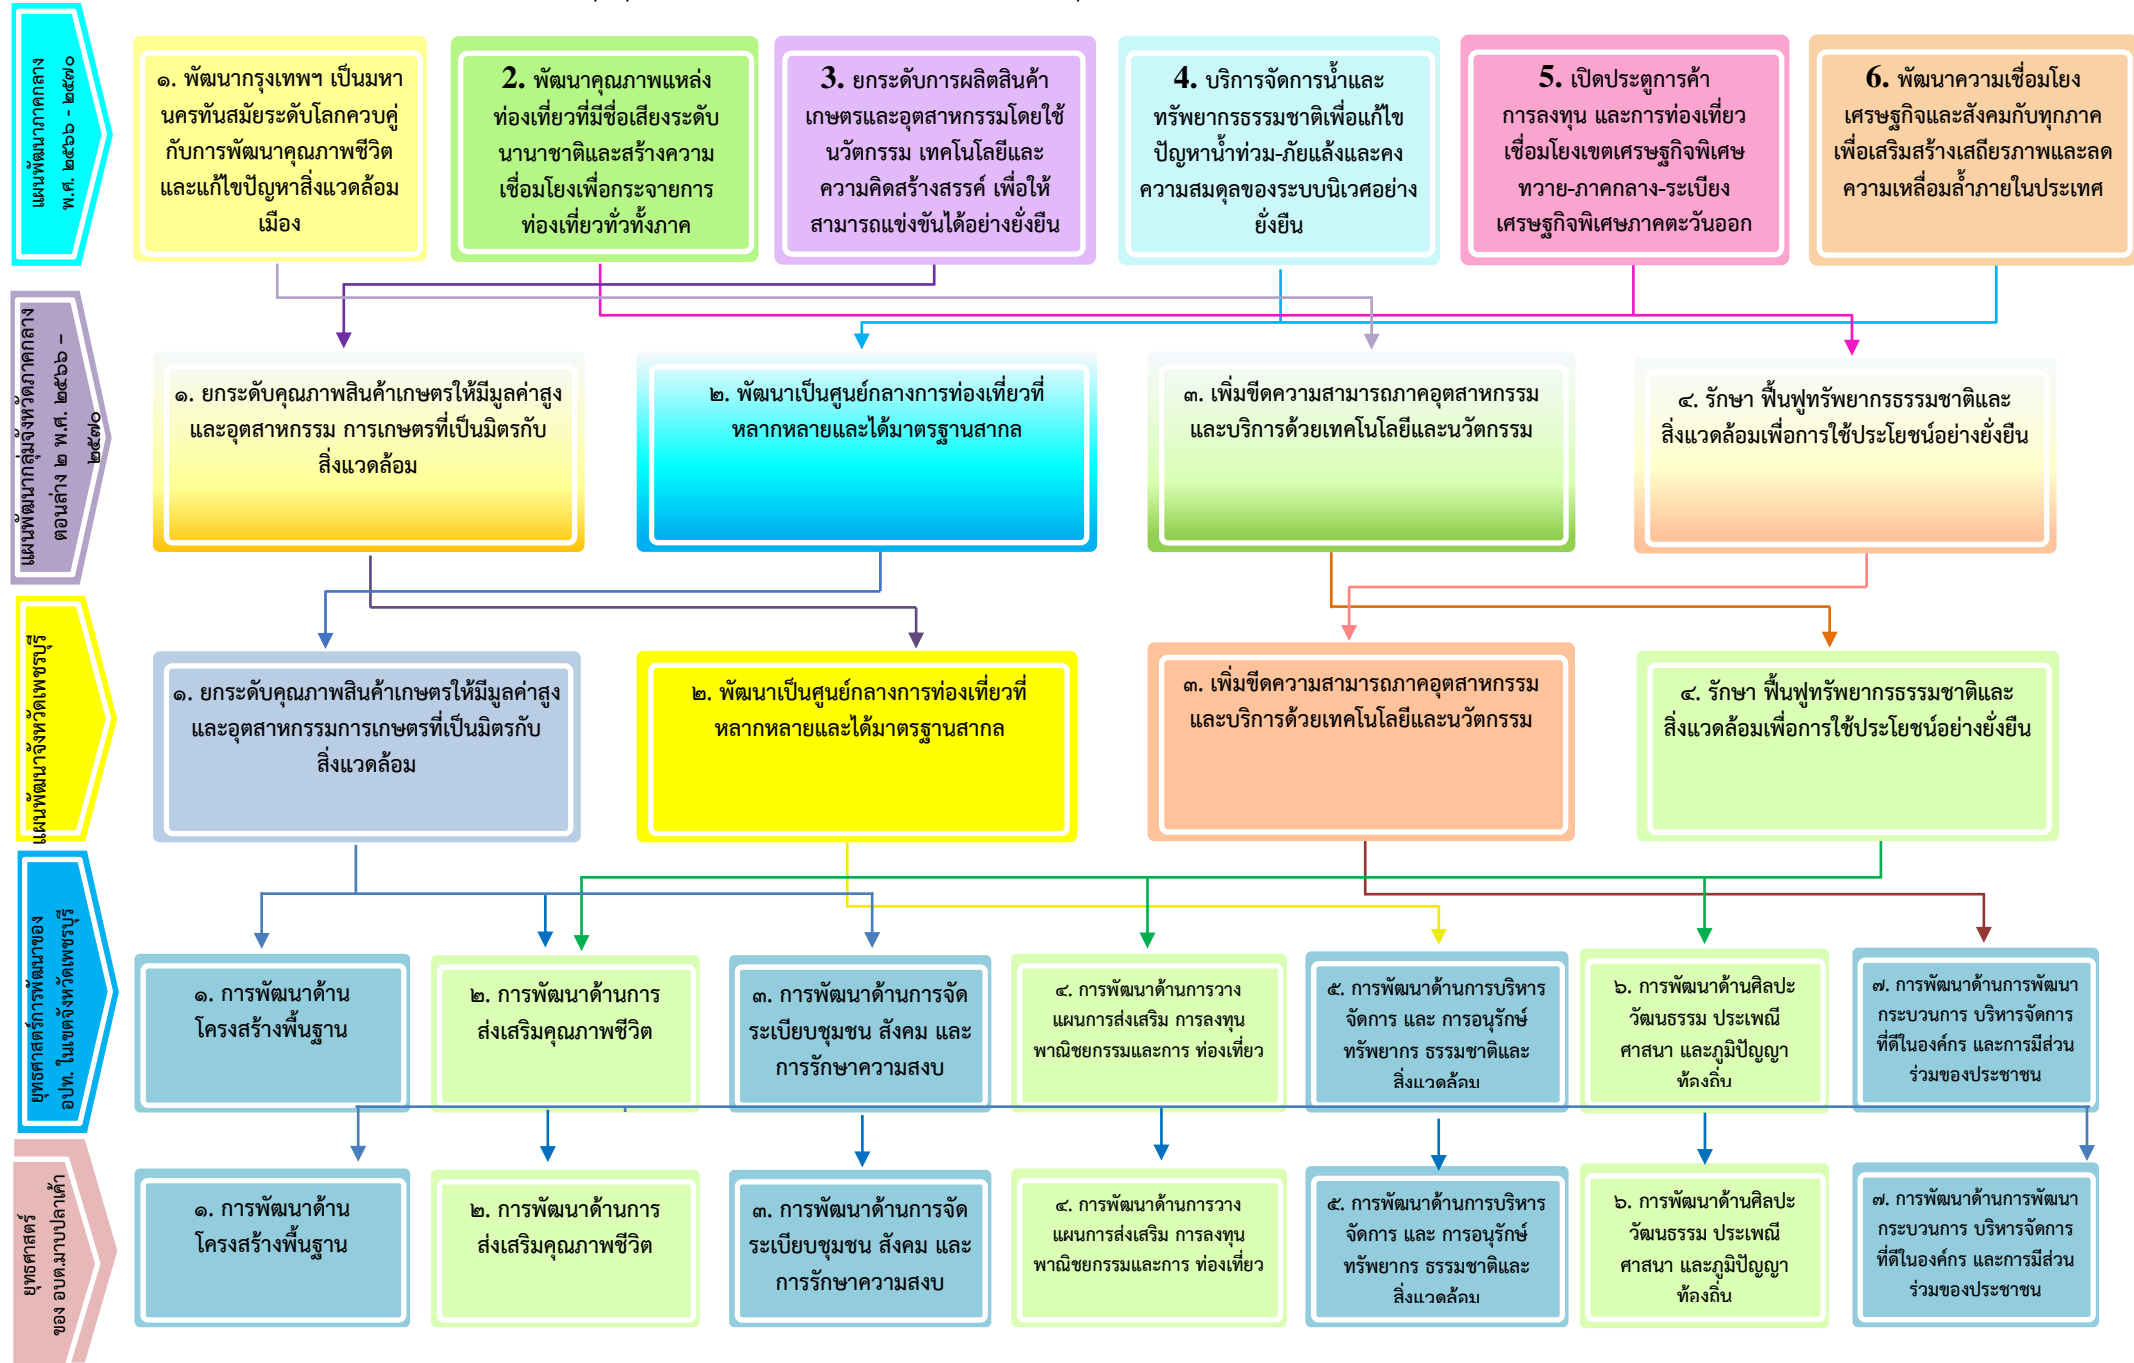 แผนพัฒนาภาคกลาง
พ.ศ. ๒๕๖๖ - ๒๕๗๐
๑. พัฒนากรุงเทพฯ เป็นมหา
นครทันสมัยระดับโลกควบคู่
กับการพัฒนาคุณภาพชีวิต
และแก้ไขปัญหาสิ่งแวดล้อม
เมือง
2. พัฒนาคุณภาพแหล่ง
ท่องเที่ยวที่มีชื่อเสียงระดับ
นานาชาติและสร้างความ
เชื่อมโยงเพื่อกระจายการ
ท่องเที่ยวทั่วทั้งภาค
3. ยกระดับการผลิตสินค้า
เกษตรและอุตสาหกรรมโดยใช้
นวัตกรรม เทคโนโลยีและ
ความคิดสร้างสรรค์ เพื่อให้
สามารถแข่งขันได้อย่างยั่งยืน
4. บริการจัดการน้ำและ
ทรัพยากรธรรมชาติเพื่อแก้ไข
ปัญหาน้ำท่วม-ภัยแล้งและคง
ความสมดุลของระบบนิเวศอย่าง
ยั่งยืน
5. เปิดประตูการค้า
การลงทุน และการท่องเที่ยว
เชื่อมโยงเขตเศรษฐกิจพิเศษ
ทวาย-ภาคกลาง-ระเบียง
เศรษฐกิจพิเศษภาคตะวันออก
6. พัฒนาความเชื่อมโยง
เศรษฐกิจและสังคมกับทุกภาค
เพื่อเสริมสร้างเสถียรภาพและลด
ความเหลื่อมล้ำภายในประเทศ
แผนพัฒนากลุ่มจังหวัดภาคกลาง
ตอนล่าง ๒ พ.ศ. ๒๕๖๖ –
๒๕๗๐
๑. ยกระดับคุณภาพสินค้าเกษตรให้มีมูลค่าสูง
และอุตสาหกรรม การเกษตรที่เป็นมิตรกับ
สิ่งแวดล้อม
๒. พัฒนาเป็นศูนย์กลางการท่องเที่ยวที่
หลากหลายและได้มาตรฐานสากล
๓. เพิ่มขีดความสามารถภาคอุตสาหกรรม
และบริการด้วยเทคโนโลยีและนวัตกรรม
๔. รักษา ฟื้นฟูทรัพยากรธรรมชาติและ
สิ่งแวดล้อมเพื่อการใช้ประโยชน์อย่างยั่งยืน
แผนพัฒนาจังหวัดเพชรบุรี
๑. ยกระดับคุณภาพสินค้าเกษตรให้มีมูลค่าสูง
และอุตสาหกรรมการเกษตรที่เป็นมิตรกับ
สิ่งแวดล้อม
๒. พัฒนาเป็นศูนย์กลางการท่องเที่ยวที่
หลากหลายและได้มาตรฐานสากล
๓. เพิ่มขีดความสามารถภาคอุตสาหกรรม
และบริการด้วยเทคโนโลยีและนวัตกรรม
๔. รักษา ฟื้นฟูทรัพยากรธรรมชาติและ
สิ่งแวดล้อมเพื่อการใช้ประโยชน์อย่างยั่งยืน
ยุทธศาสตร์การพัฒนาของ
อปท. ในเขตจังหวัดเพชรบุรี
๑. การพัฒนาด้าน
โครงสร้างพื้นฐาน
๒. การพัฒนาด้านการ
ส่งเสริมคุณภาพชีวิต
๓. การพัฒนาด้านการจัด
ระเบียบชุมชน สังคม และ
การรักษาความสงบ
๔. การพัฒนาด้านการวาง
แผนการส่งเสริม การลงทุน
พาณิชยกรรมและการ ท่องเที่ยว
๕. การพัฒนาด้านการบริหาร
จัดการ และ การอนุรักษ์
ทรัพยากร ธรรมชาติและ
สิ่งแวดล้อม
๖. การพัฒนาด้านศิลปะ
วัฒนธรรม ประเพณี
ศาสนา และภูมิปัญญา
ท้องถิ่น
๗. การพัฒนาด้านการพัฒนา
กระบวนการ บริหารจัดการ
ที่ดีในองค์กร และการมีส่วน
ร่วมของประชาชน
ยุทธศาสตร์
ของ อบต.มาบปลาเค้า
๑. การพัฒนาด้าน
โครงสร้างพื้นฐาน
๒. การพัฒนาด้านการ
ส่งเสริมคุณภาพชีวิต
๓. การพัฒนาด้านการจัด
ระเบียบชุมชน สังคม และ
การรักษาความสงบ
๔. การพัฒนาด้านการวาง
แผนการส่งเสริม การลงทุน
พาณิชยกรรมและการ ท่องเที่ยว
๕. การพัฒนาด้านการบริหาร
จัดการ และ การอนุรักษ์
ทรัพยากร ธรรมชาติและ
สิ่งแวดล้อม
๖. การพัฒนาด้านศิลปะ
วัฒนธรรม ประเพณี
ศาสนา และภูมิปัญญา
ท้องถิ่น
๗. การพัฒนาด้านการพัฒนา
กระบวนการ บริหารจัดการ
ที่ดีในองค์กร และการมีส่วน
ร่วมของประชาชน